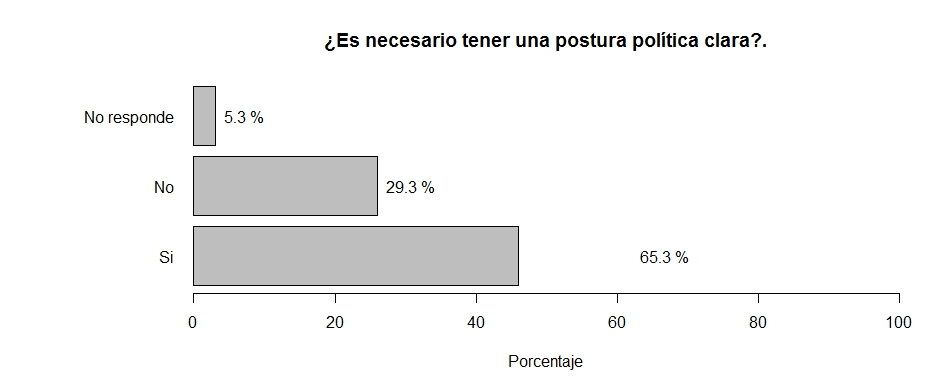 ¿Es necesario tener una postura política clara?.
No responde
5.3 %
No
29.3 %
Si
65.3 %
0 20 40 60 80 100
Porcentaje